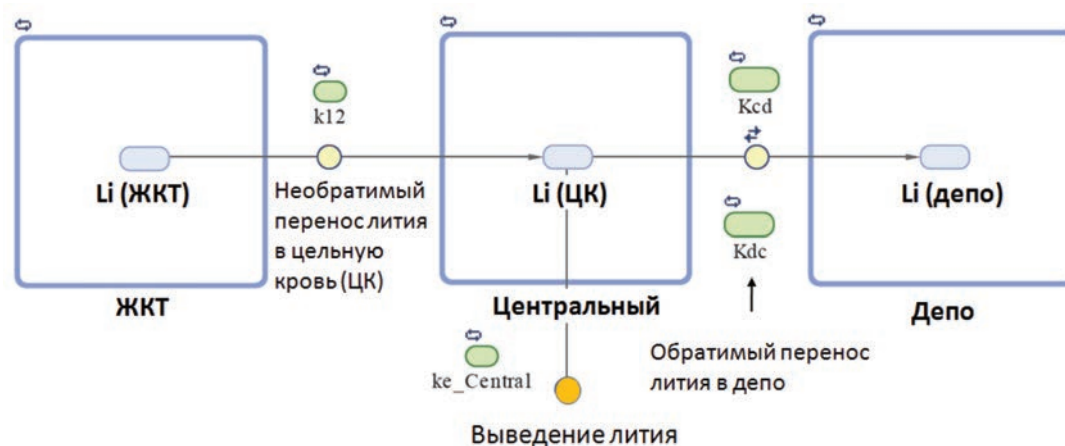 k12
Kcd
Li (ЖКТ)
Необратимый
перенос лития
в цельную
кровь (ЦК)
Li (ЦК)
Kdc
Li (депо)
ЖКТ
Центральный
Депо
ke_Central
Обратимый перенос
лития в депо
Выведение лития